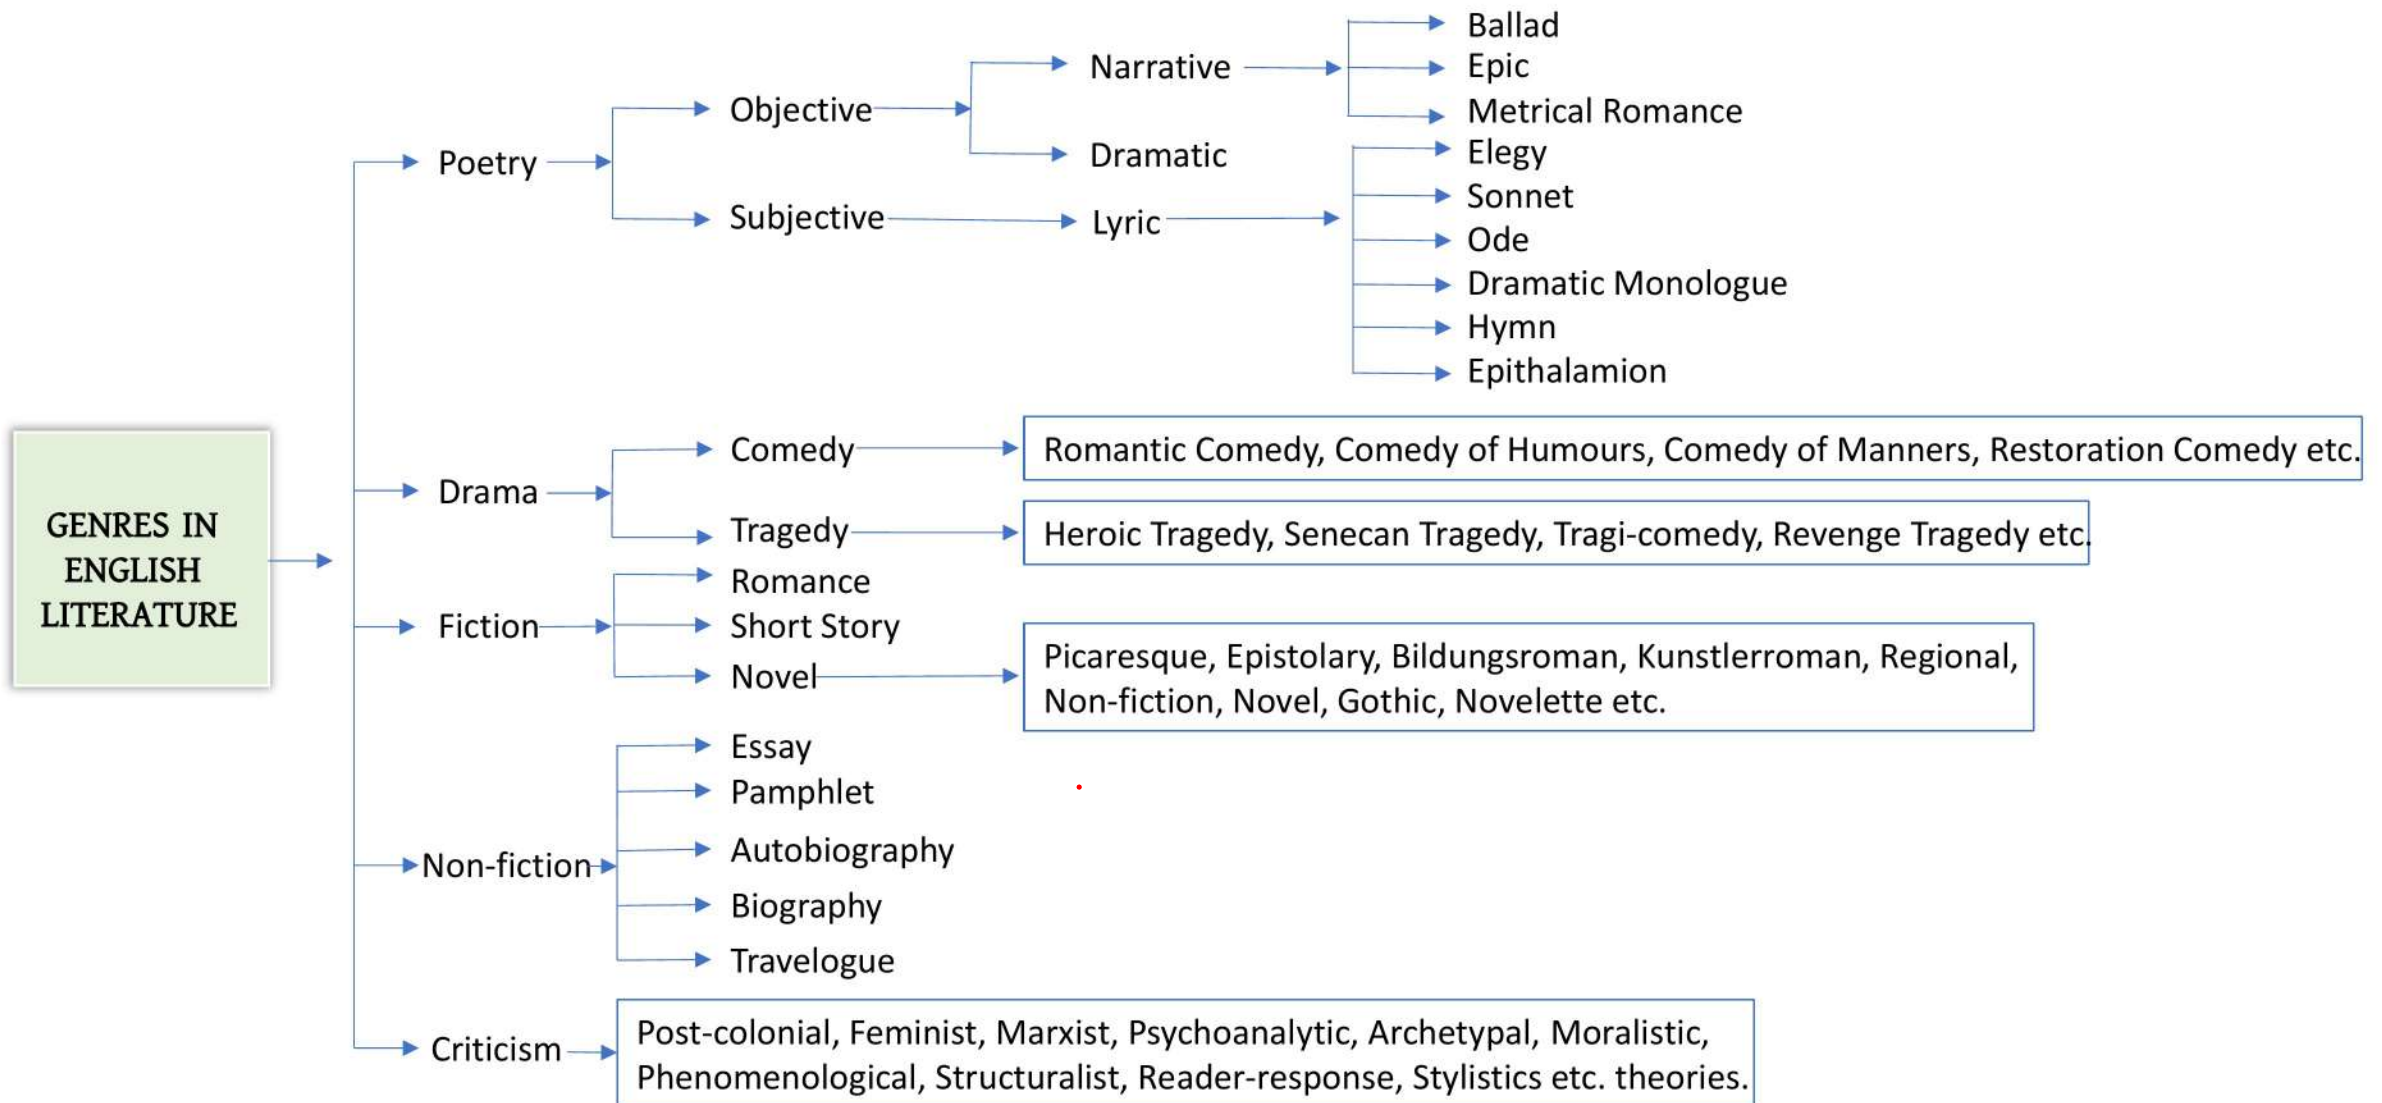 GENRES IN
ENGLISH
LITERATURE
Poetry
Objective
Narrative
Ballad
Epic
Metrical Romance
Dramatic
Subjective
Lyric
Elegy
Sonnet
Ode
Dramatic Monologue
Hymn
Epithalamion
Drama
Comedy
Romantic Comedy, Comedy of Humours, Comedy of Manners, Restoration Comedy etc.
Tragedy
Heroic Tragedy, Senecan Tragedy, Tragi-comedy, Revenge Tragedy etc.
Fiction
Romance
Short Story
Novel
Picaresque, Epistolary, Bildungsroman, Kunstlerroman, Regional,
Non-fiction, Novel, Gothic, Novelette etc.
Non-fiction
Essay
Pamphlet
Autobiography
Biography
Travelogue
Criticism
Post-colonial, Feminist, Marxist, Psychoanalytic, Archetypal, Moralistic,
Phenomenological, Structuralist, Reader-response, Stylistics etc. theories.